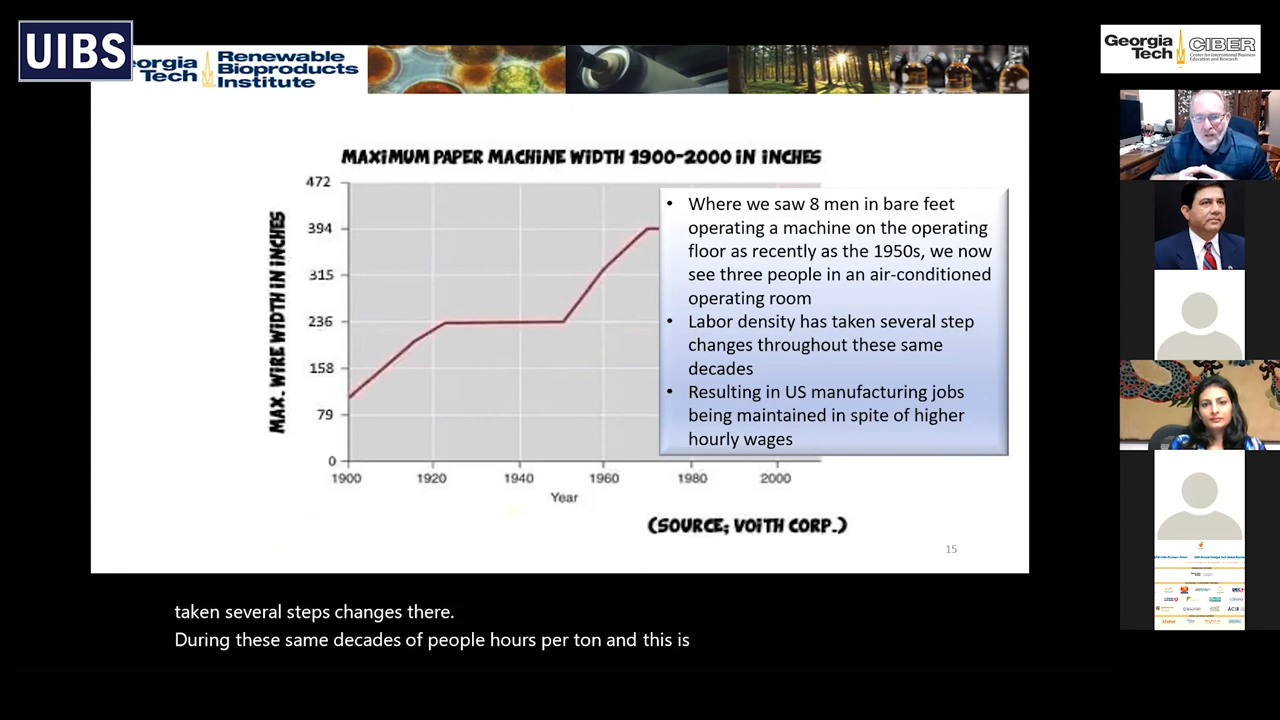 UIBS
Georgia Tech
Renewable
Bioproducts
Institute
Georgia
Tech
CIBER
Center for International Business
Education and Research
MAXIMUM PAPER MACHINE WIDTH 1900-2000 IN INCHES
MAX. WIRE WIDTH IN INCHES
472
394
315
236
158
79
0
1900
1920
1940
1960
1980
2000
Year
• Where we saw 8 men in bare feet
operating a machine on the operating
floor as recently as the 1950s, we now
see three people in an air-conditioned
operating room
• Labor density has taken several step
changes throughout these same
decades
• Resulting in US manufacturing jobs
being maintained in spite of higher
hourly wages
(SOURCE; VOITH CORP.)
15
taken several steps changes there.
During these same decades of people hours per ton and this is